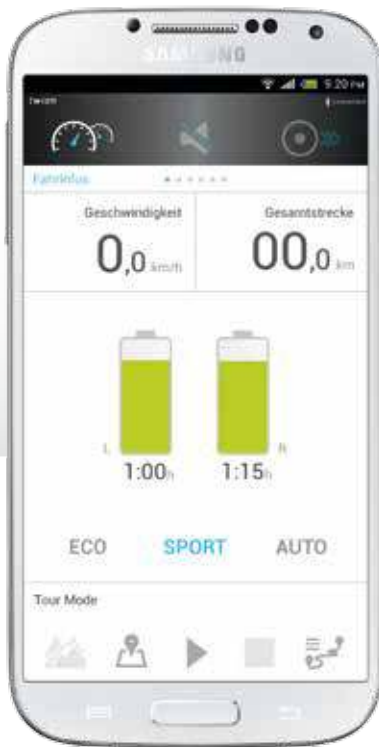 SAMSUNG
9:20 PM
Fahrinfos
Geschwindigkeit
0,0 km/h
Gesamtstrecke
00,0 km
L
R
1:00h
1:15h
ECO SPORT AUTO
Tour Mode